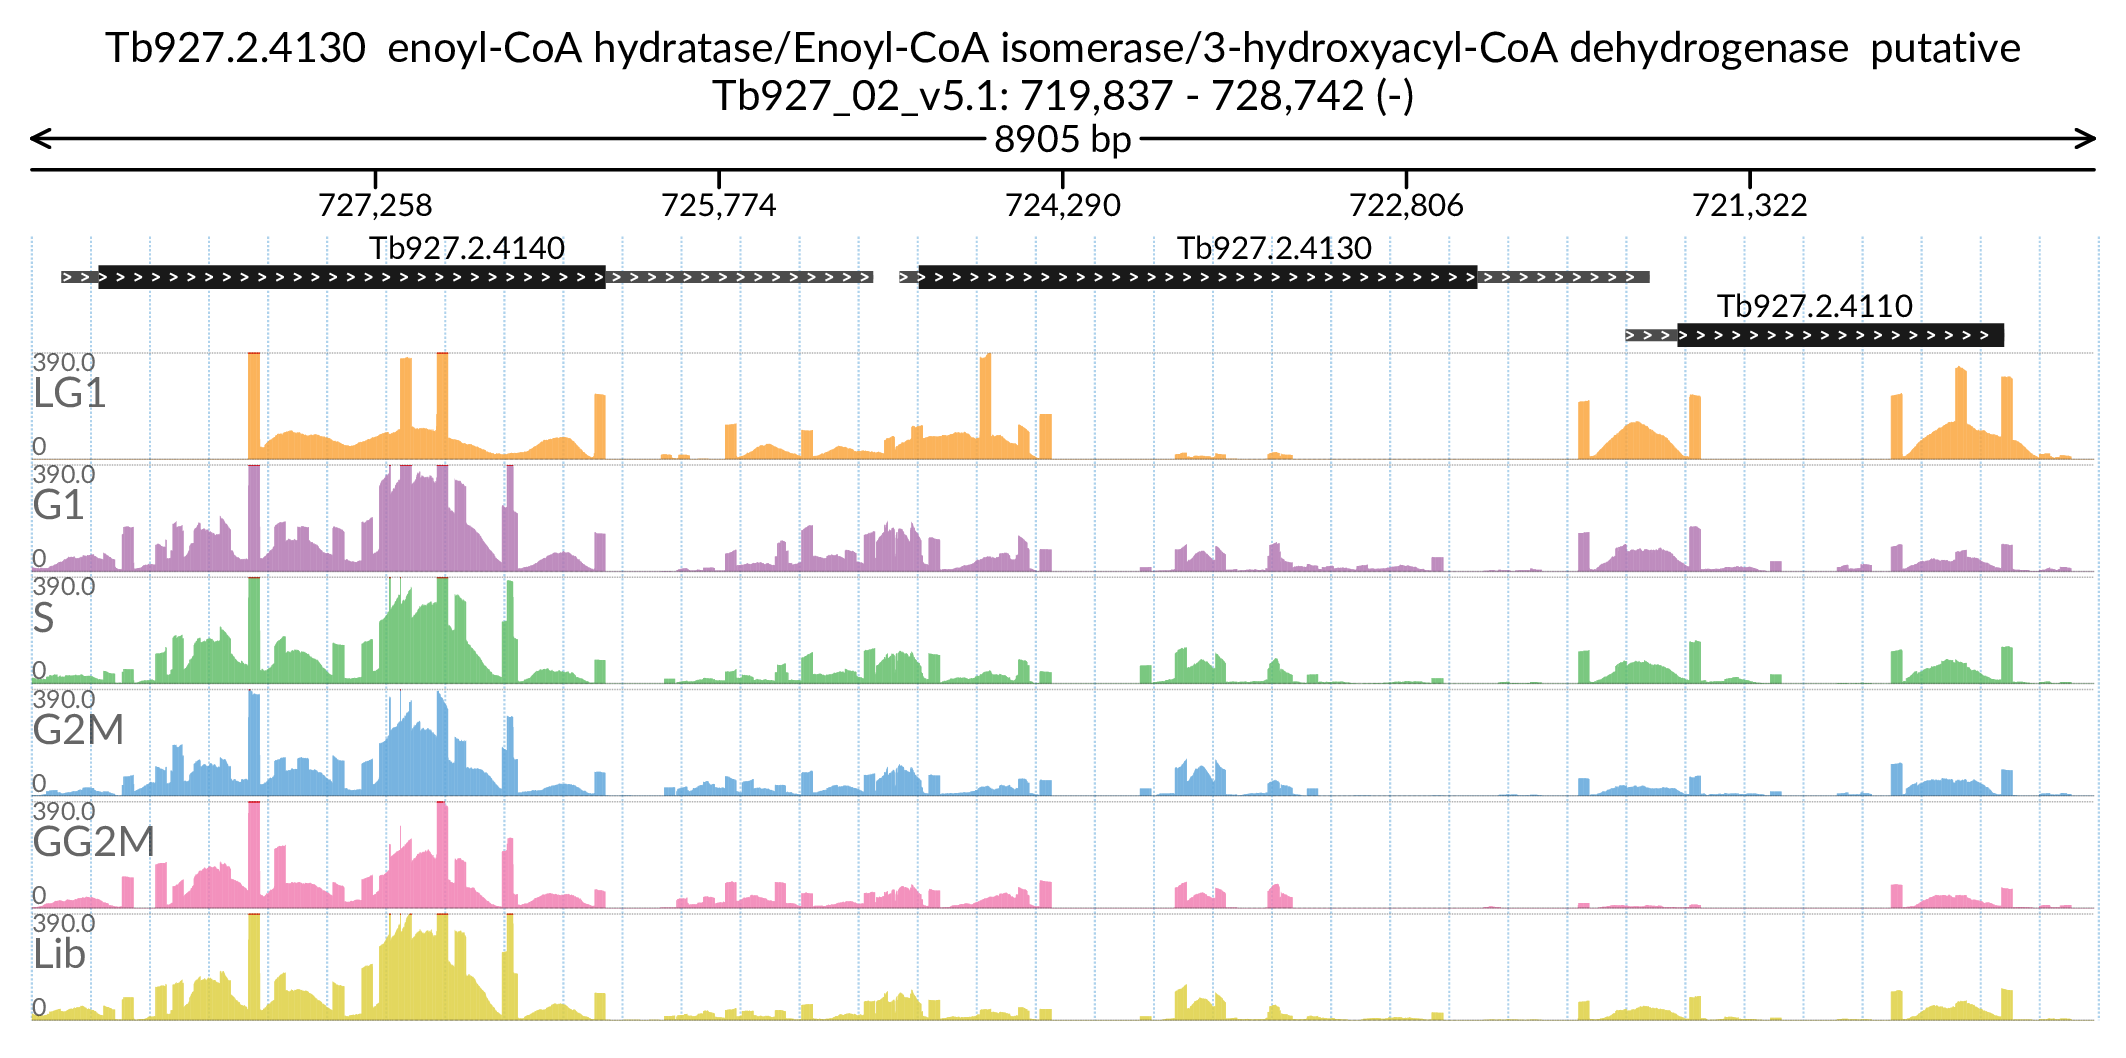 Tb927.2.4130 enoyl-CoA hydratase/Enoyl-CoA isomerase/3-hydroxyacyl-CoA dehydrogenase putative
Tb927_02_v5.1: 719,837 - 728,742 (-)
8905 bp
727,258 725,774 724,290 722,806 721,322
Tb927.2.4140 Tb927.2.4130
Tb927.2.4110
390.0
LG1
0
390.0
G1
0
390.0
S
0
390.0
G2M
0
390.0
GG2M
0
390.0
Lib
0